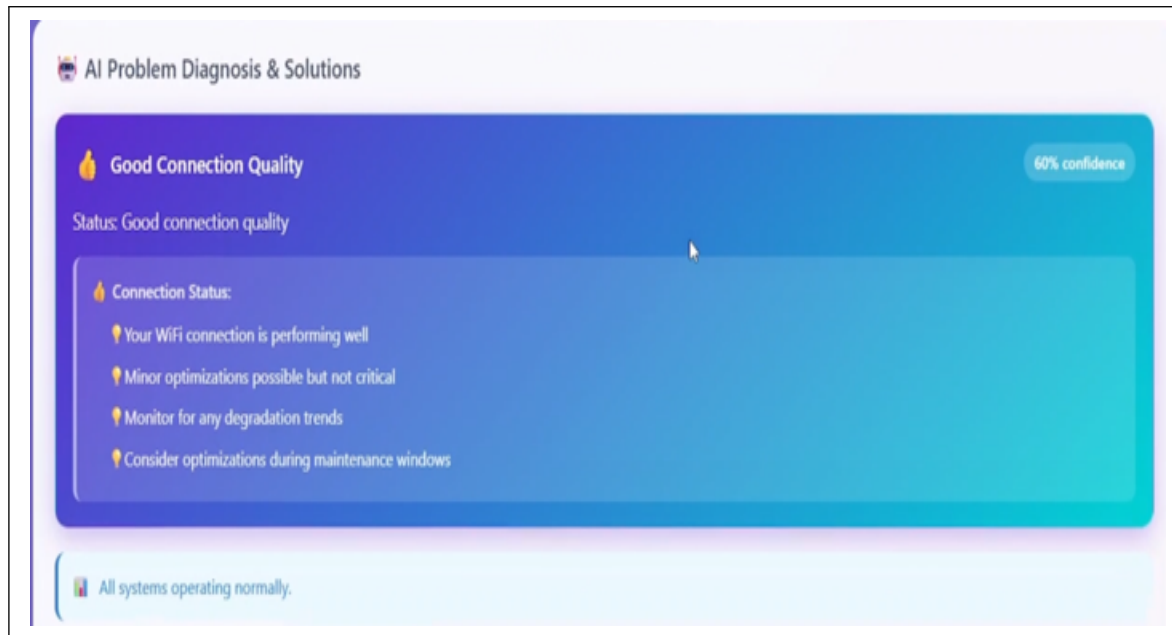 AI Problem Diagnosis & Solutions
👍 Good Connection Quality
60% confidence
Status: Good connection quality
👍 Connection Status:
💡Your WiFi connection is performing well
💡Minor optimizations possible but not critical
💡Monitor for any degradation trends
💡Consider optimizations during maintenance windows
📊 All systems operating normally.